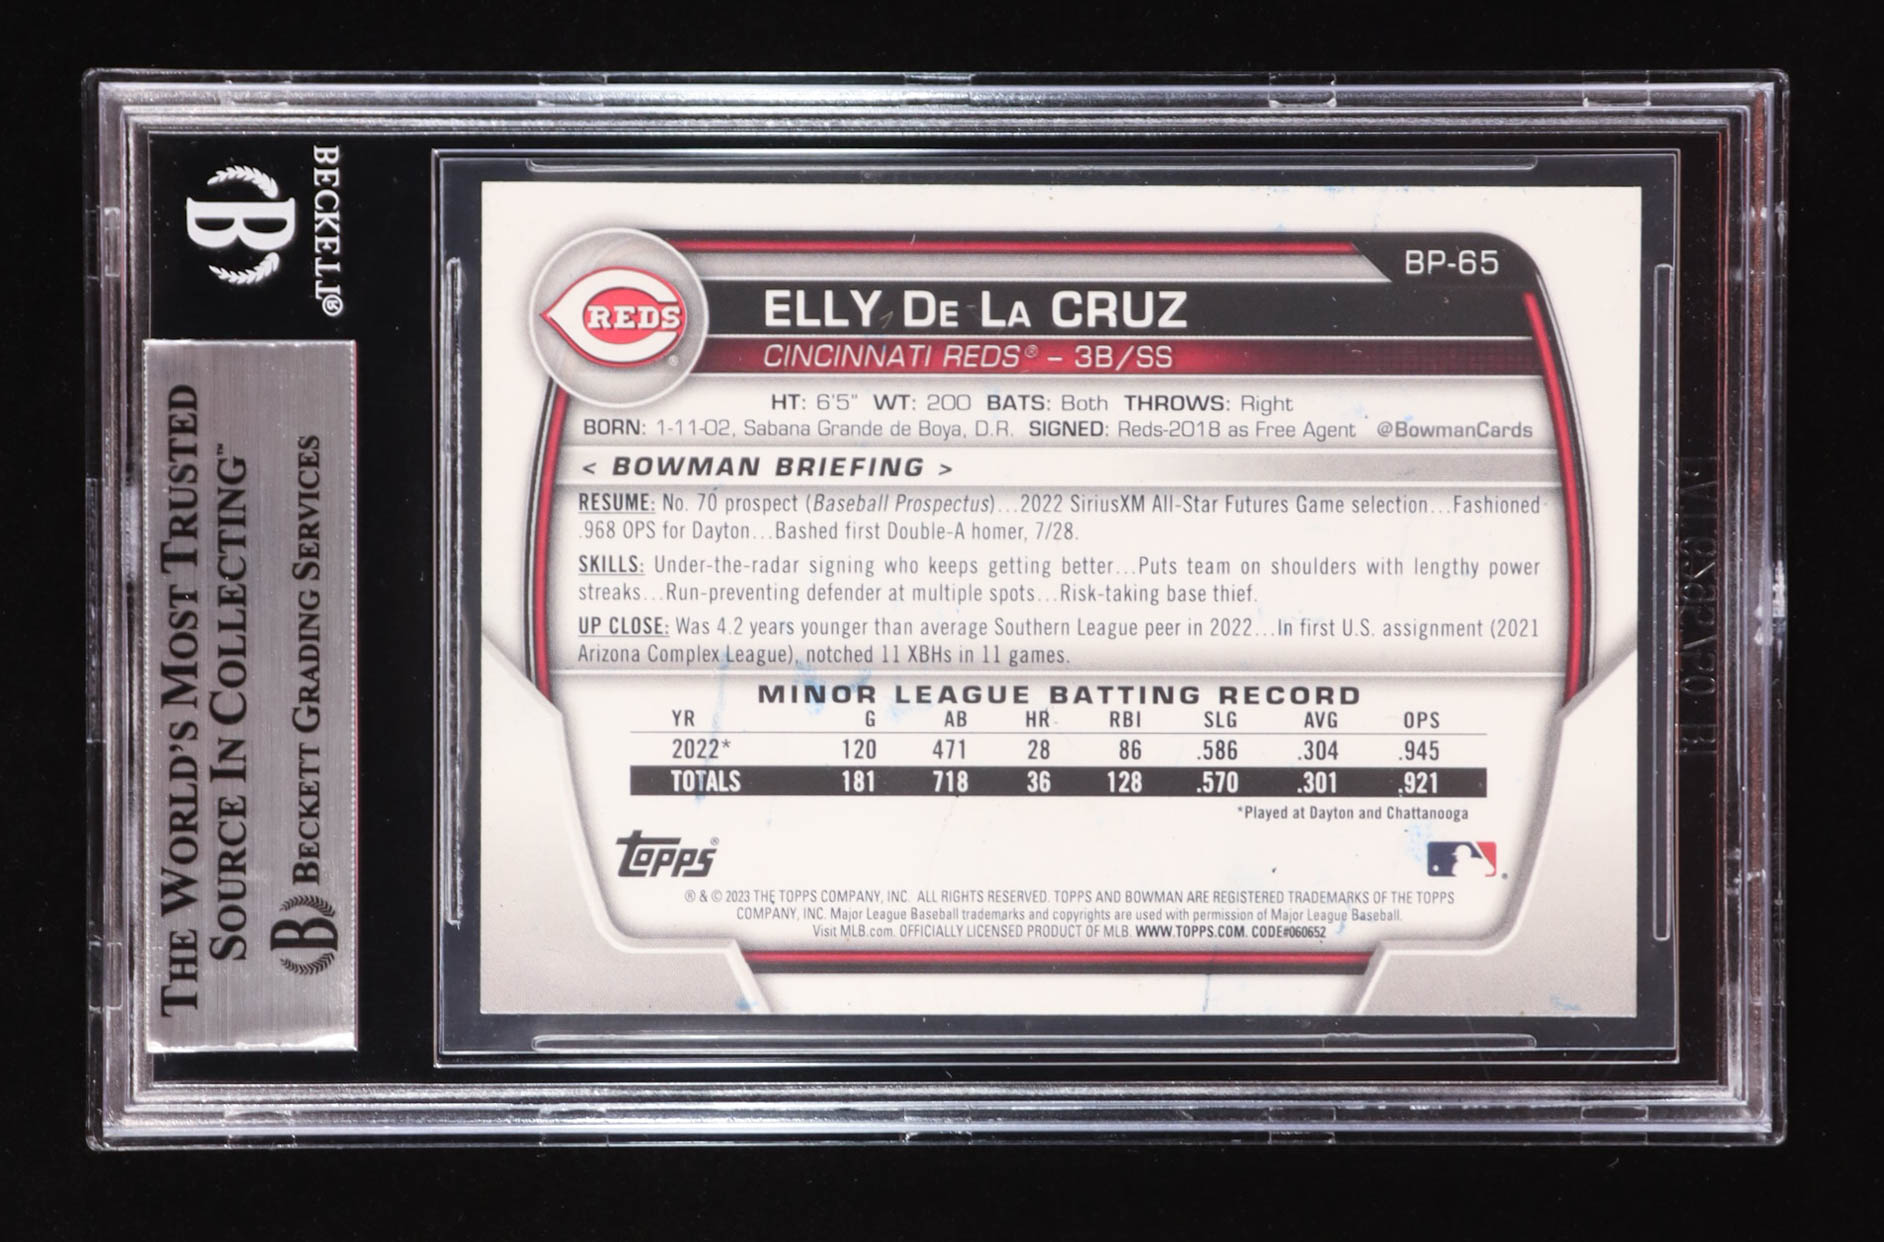 BECKETT®
B
THE WORLD'S MOST TRUSTED
SOURCE IN COLLECTING™
B BECKETT GRADING SERVICES
BP-65
REDS
®
ELLY De La CRUZ
CINCINNATI REDS® – 3B/SS
HT: 6'5" WT: 200 BATS: Both THROWS: Right
BORN: 1-11-02, Sabana Grande de Boya, D.R. SIGNED: Reds-2018 as Free Agent @BowmanCards
< BOWMAN BRIEFING >
RESUME: No. 70 prospect (Baseball Prospectus)...2022 SiriusXM All-Star Futures Game selection...Fashioned
.968 OPS for Dayton...Bashed first Double-A homer, 7/28.
SKILLS: Under-the-radar signing who keeps getting better...Puts team on shoulders with lengthy power
streaks...Run-preventing defender at multiple spots...Risk-taking base thief.
UP CLOSE: Was 4.2 years younger than average Southern League peer in 2022...In first U.S. assignment (2021
Arizona Complex League), notched 11 XBHs in 11 games.
MINOR LEAGUE BATTING RECORD
YR G AB HR RBI SLG AVG OPS
2022* 120 471 28 86 .586 .304 .945
TOTALS 181 718 36 128 .570 .301 .921
*Played at Dayton and Chattanooga
topps®
® & © 2023 THE TOPPS COMPANY, INC. ALL RIGHTS RESERVED. TOPPS AND BOWMAN ARE REGISTERED TRADEMARKS OF THE TOPPS
COMPANY, INC. Major League Baseball trademarks and copyrights are used with permission of Major League Baseball.
Visit MLB.com. OFFICIALLY LICENSED PRODUCT OF MLB. WWW.TOPPS.COM. CODE#060652